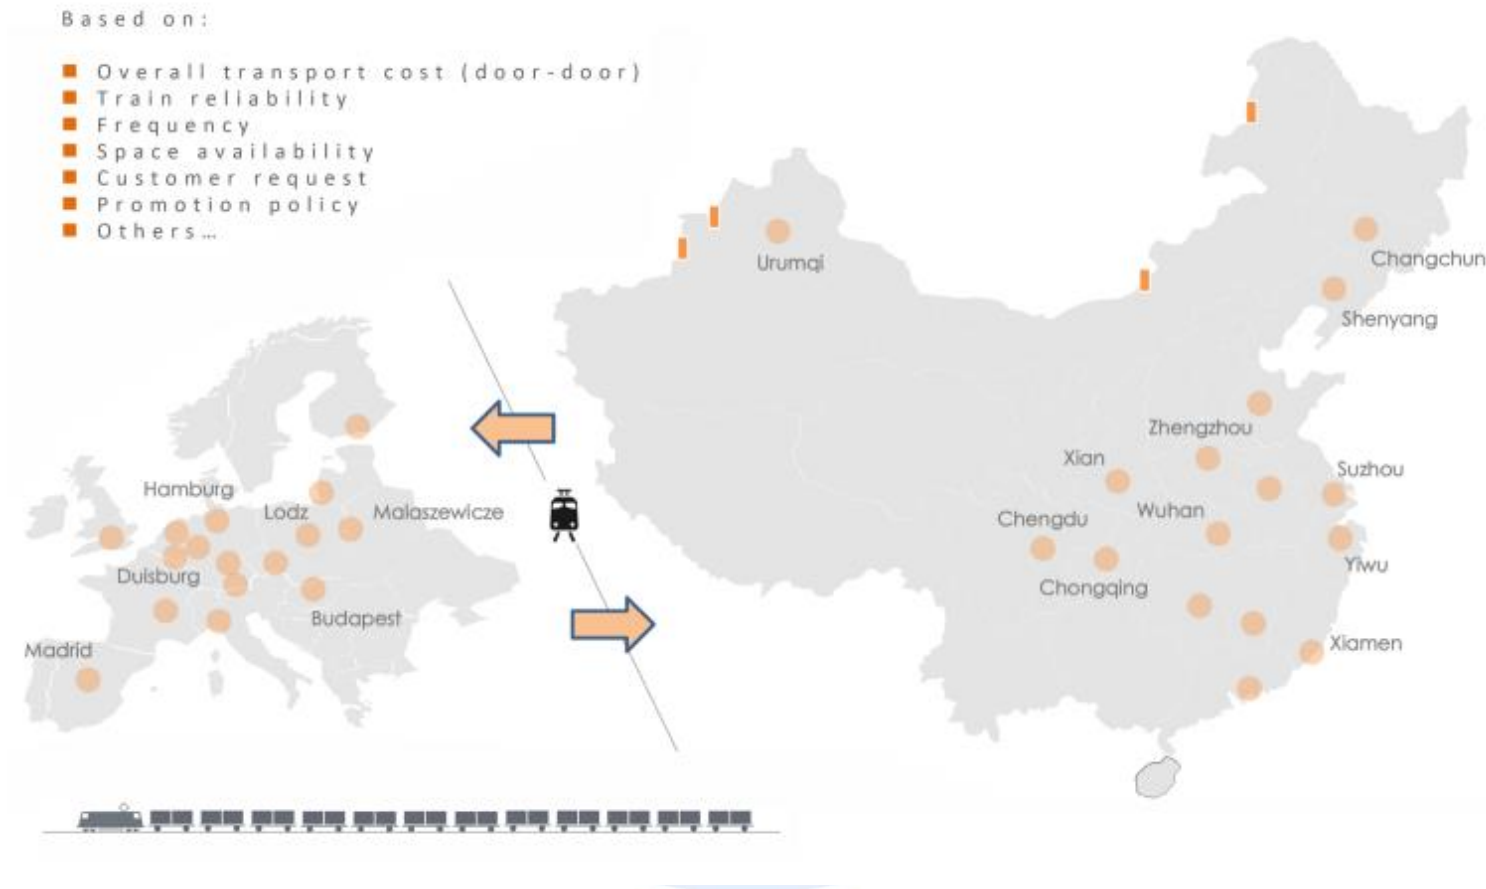 Based on:
Overall transport cost (door-door)
Train reliability
Frequency
Space availability
Customer request
Promotion policy
Others…
Urumqi
Changchun
Shenyang
Zhengzhou
Xian
Suzhou
Hamburg
Lodz
Malaszewicze
Wuhan
Chengdu
Yiwu
Duisburg
Chongqing
Budapest
Xiamen
Madrid